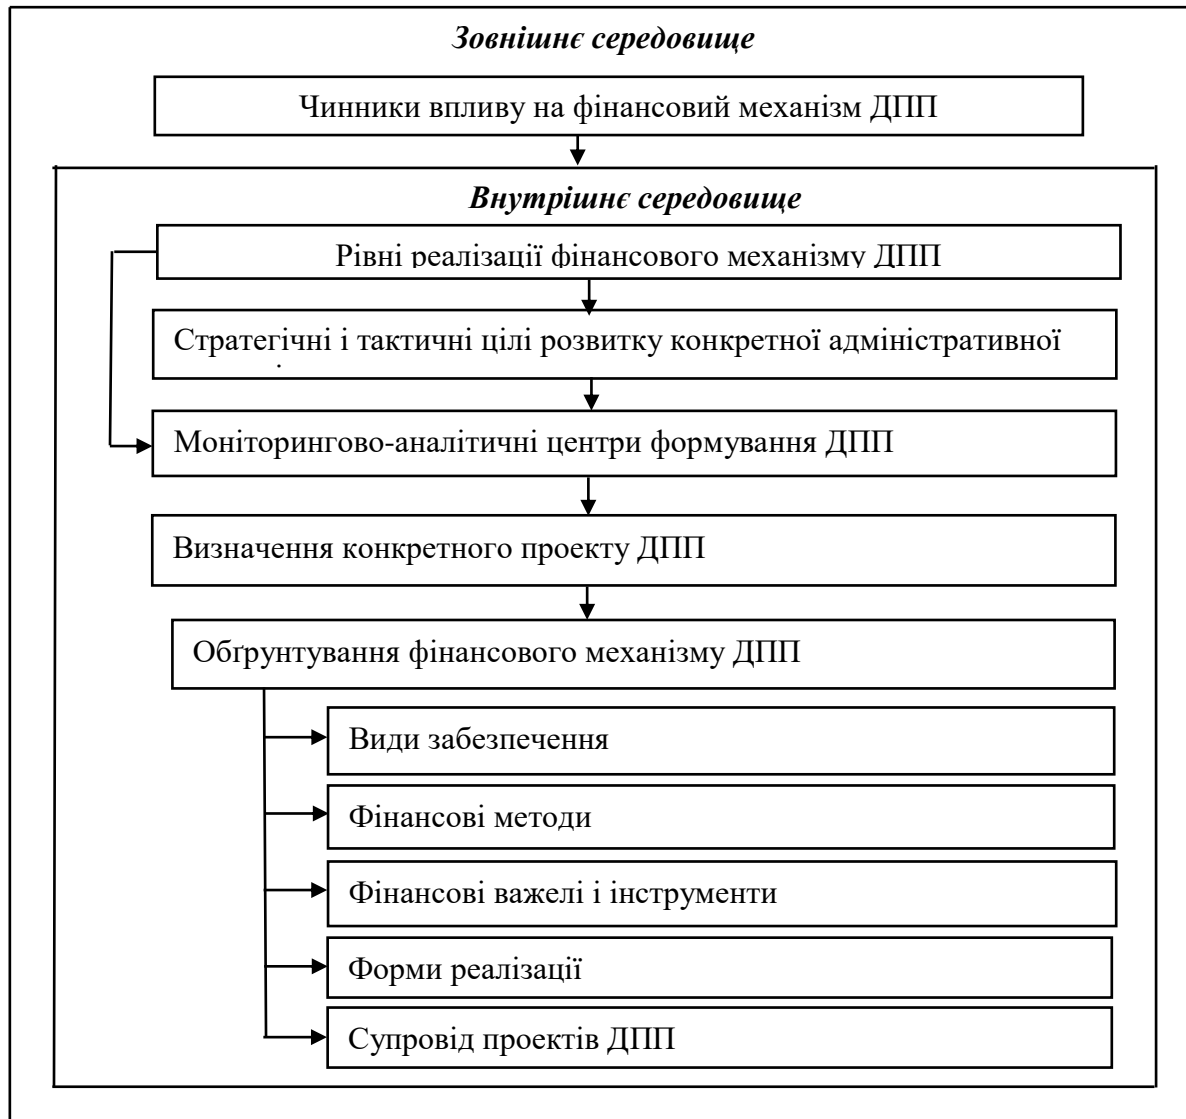 Зовнішнє середовище
Чинники впливу на фінансовий механізм ДПП
Внутрішнє середовище
Рівні реалізації фінансового механізму ДПП
Стратегічні і тактичні цілі розвитку конкретної адміністративної
Моніторингово-аналітичні центри формування ДПП
Визначення конкретного проекту ДПП
Обґрунтування фінансового механізму ДПП
Види забезпечення
Фінансові методи
Фінансові важелі і інструменти
Форми реалізації
Супровід проектів ДПП